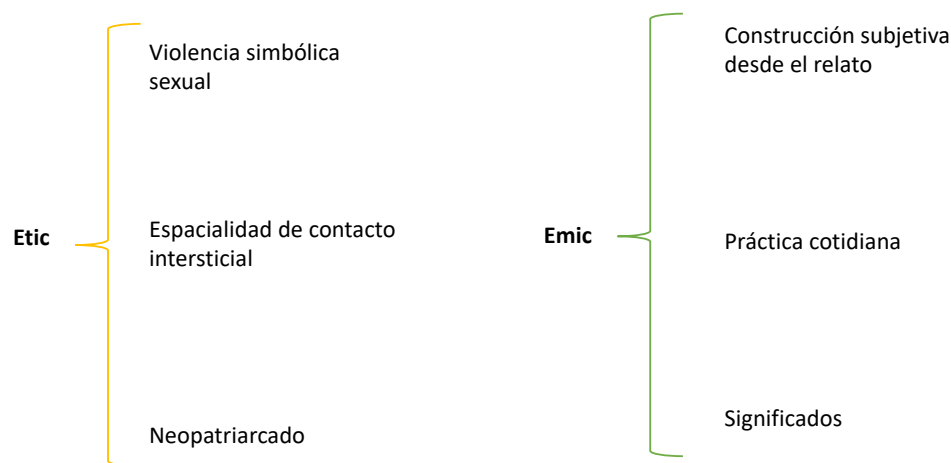 Etic
Violencia simbólica
sexual
Espacialidad de contacto
intersticial
Neopatriarcado
Emic
Construcción subjetiva
desde el relato
Práctica cotidiana
Significados